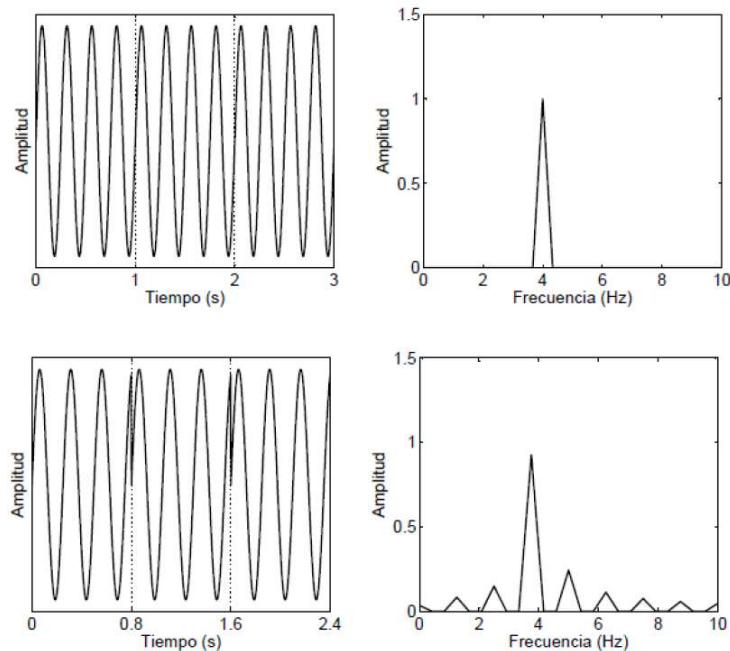 Amplitud
0 1 2 3
Tiempo (s)
1.5
1
0.5
0
Amplitud
0 2 4 6 8 10
Frecuencia (Hz)
Amplitud
0 0.8 1.6 2.4
Tiempo (s)
1.5
1
0.5
0
Amplitud
0 2 4 6 8 10
Frecuencia (Hz)